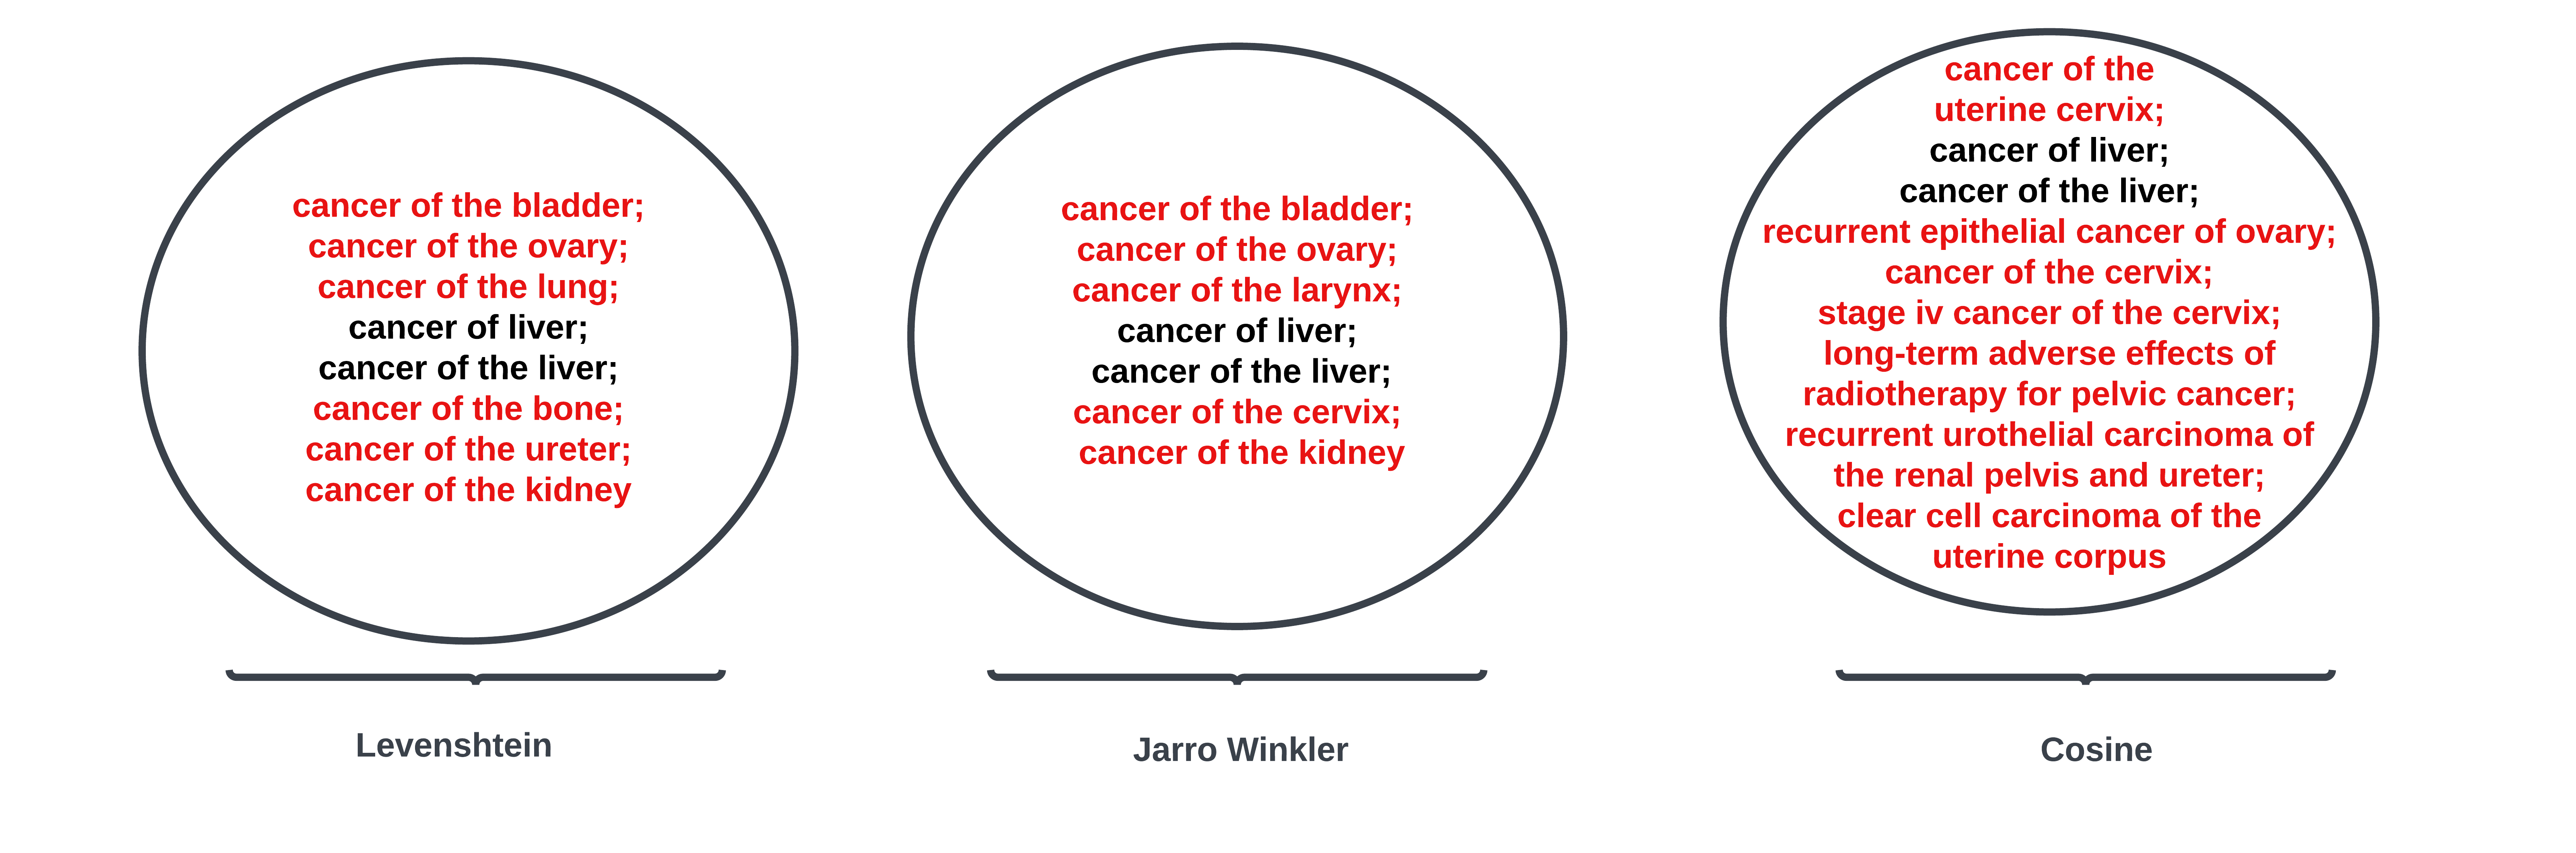 cancer of the bladder;
cancer of the ovary;
cancer of the lung;
cancer of liver;
cancer of the liver;
cancer of the bone;
cancer of the ureter;
cancer of the kidney
Levenshtein
cancer of the bladder;
cancer of the ovary;
cancer of the larynx;
cancer of liver;
cancer of the liver;
cancer of the cervix;
cancer of the kidney
Jarro Winkler
cancer of the
uterine cervix;
cancer of liver;
cancer of the liver;
recurrent epithelial cancer of ovary;
cancer of the cervix;
stage iv cancer of the cervix;
long-term adverse effects of
radiotherapy for pelvic cancer;
recurrent urothelial carcinoma of
the renal pelvis and ureter;
clear cell carcinoma of the
uterine corpus
Cosine